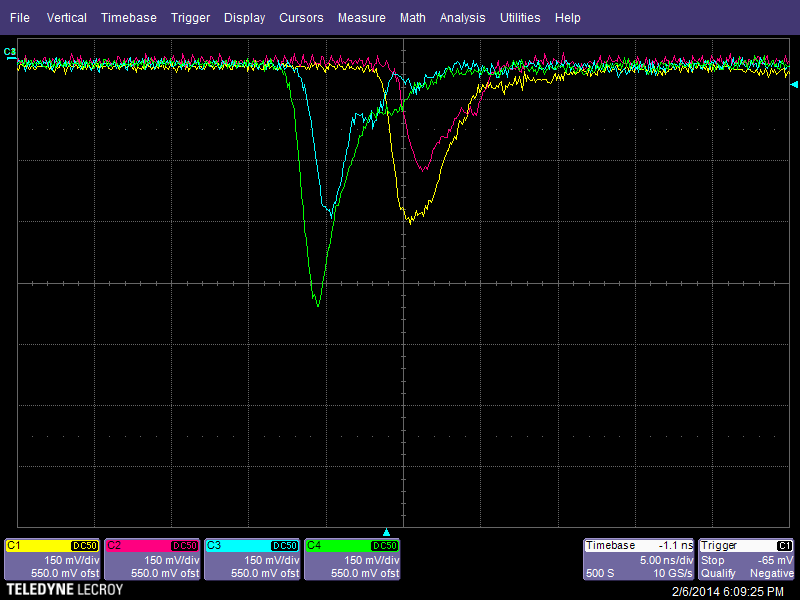 File Vertical Timebase Trigger Display Cursors Measure Math Analysis Utilities Help
C3
C1 DC50 C2 DC50 C3 DC50 C4 DC50 Timebase -1.1 ns Trigger C1
150 mV/div 150 mV/div 150 mV/div 150 mV/div 5.00 ns/div Stop -65 mV
550.0 mV ofst 550.0 mV ofst 550.0 mV ofst 550.0 mV ofst 500 S 10 GS/s Qualify Negative
TELEDYNE LECROY 2/6/2014 6:09:25 PM